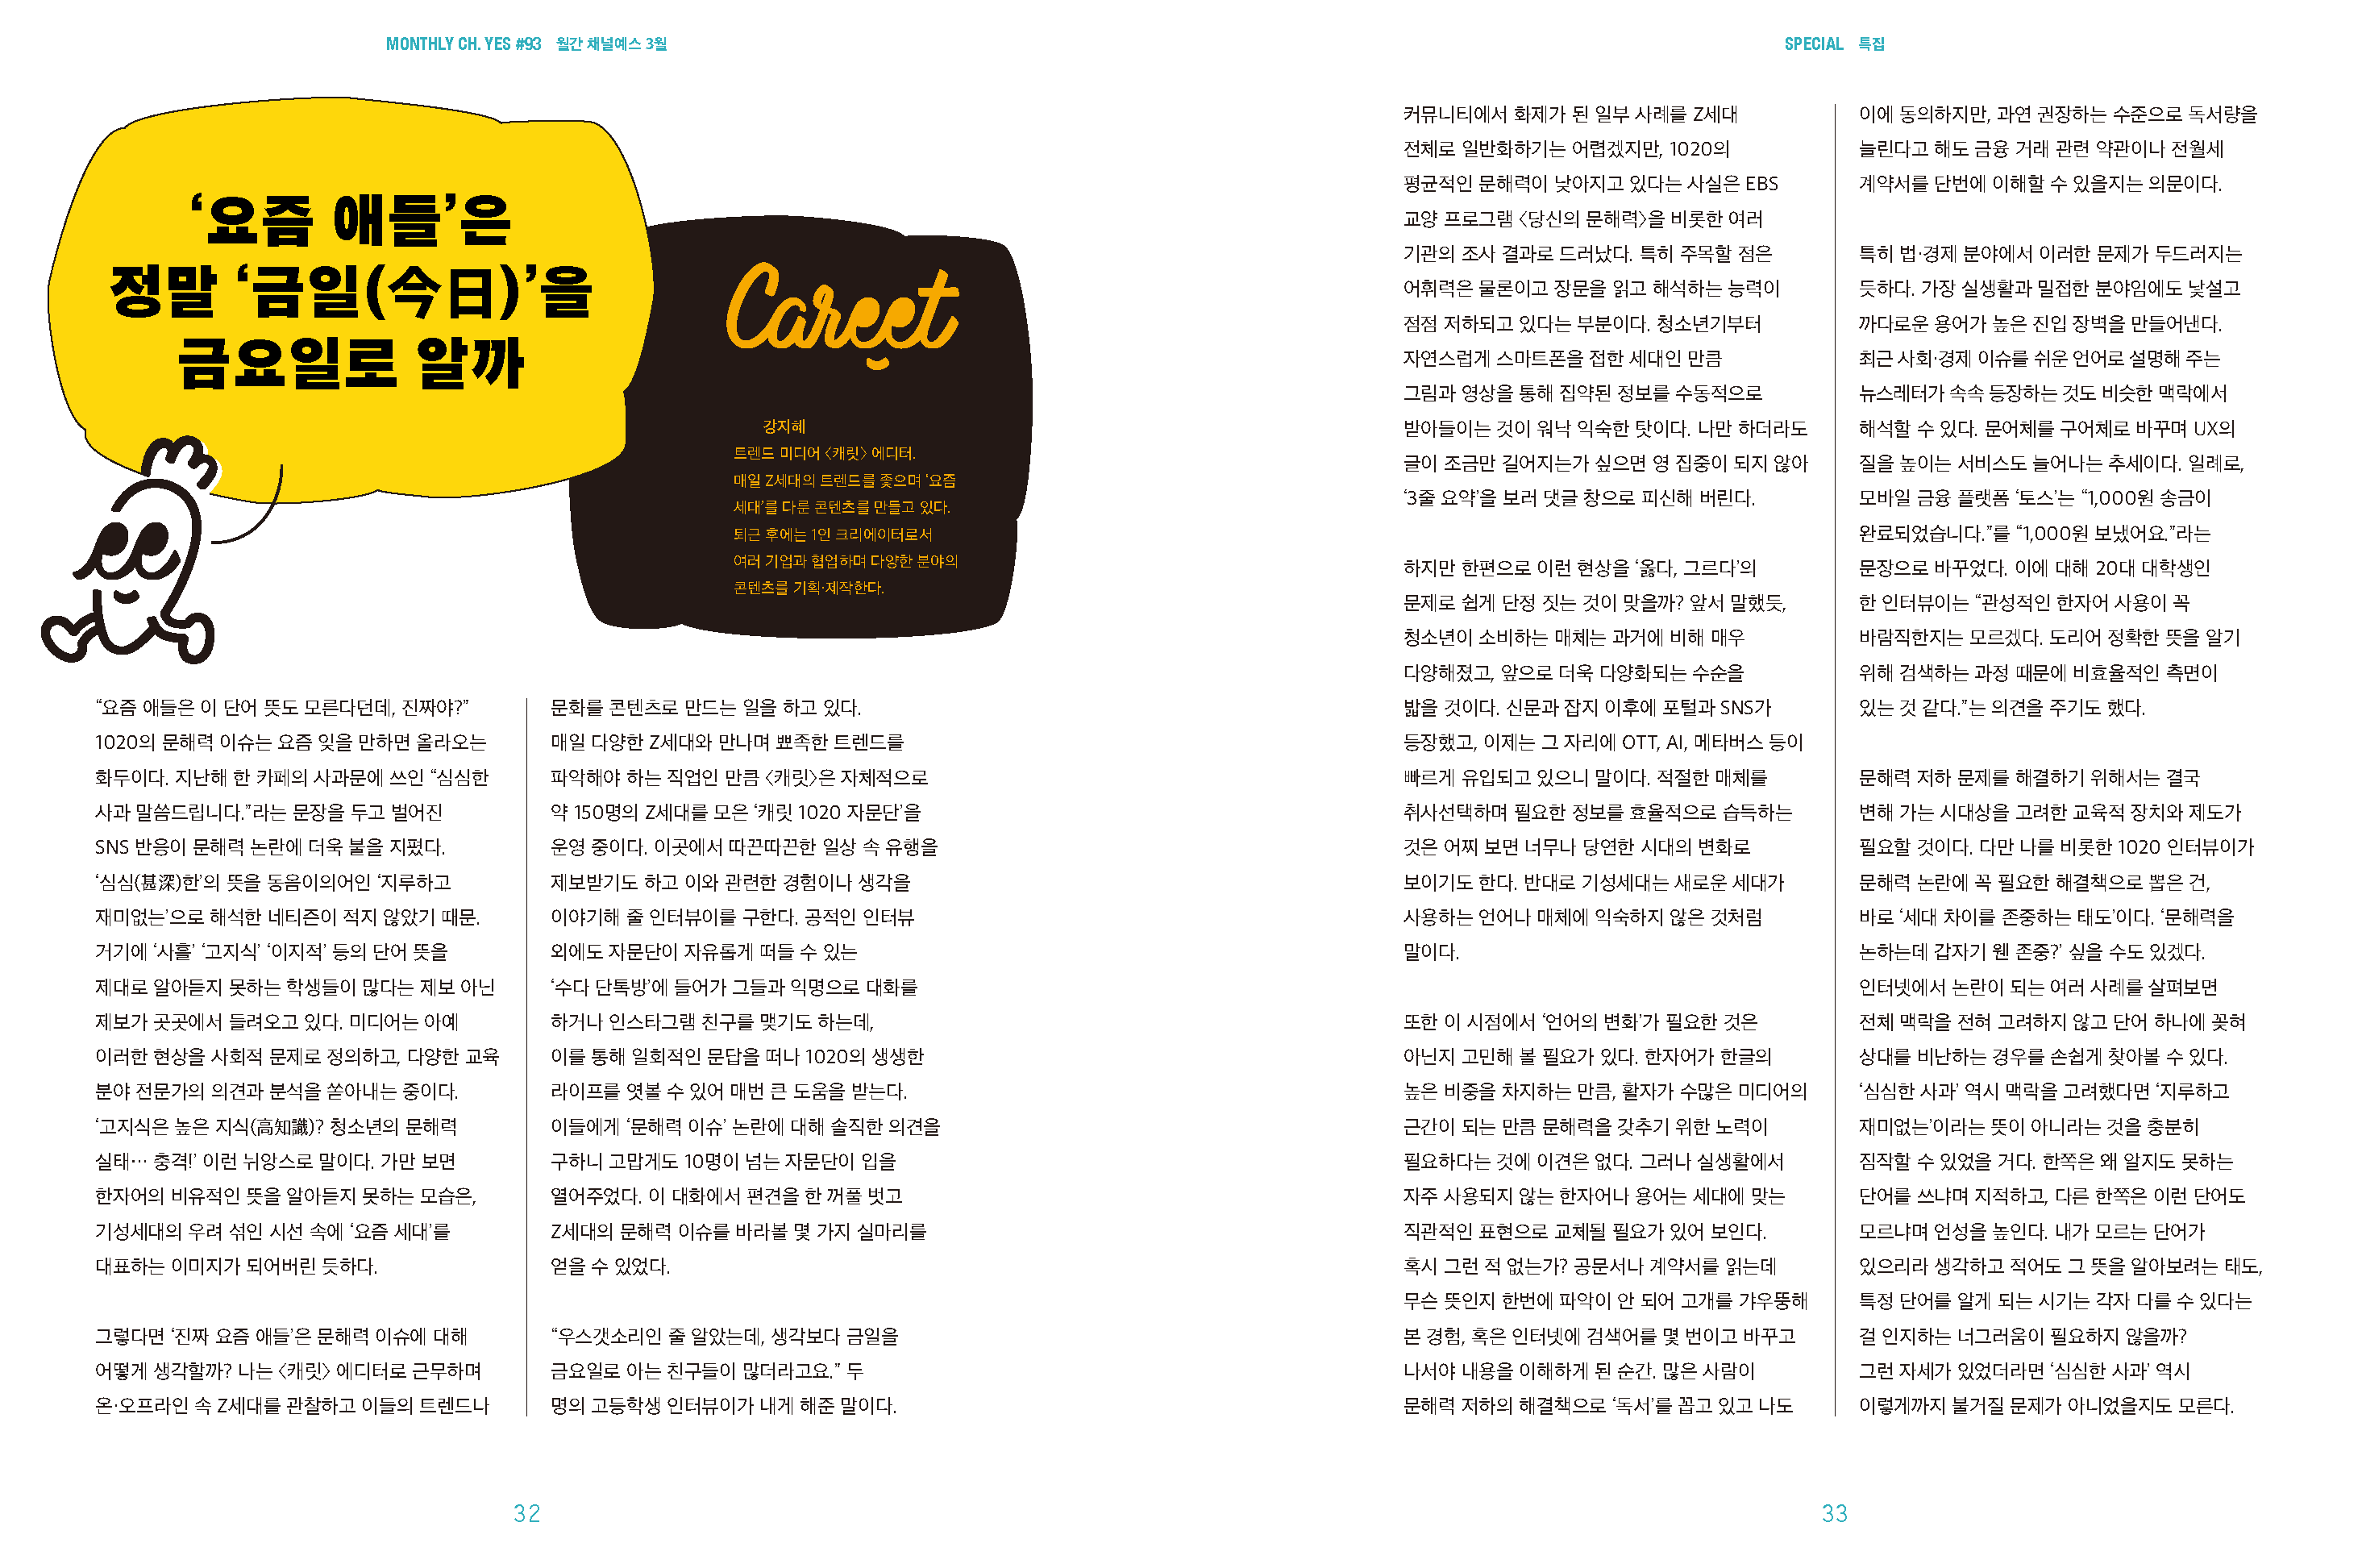 MONTHLY CH. YES #93 월간 채널예스 3월
SPECIAL 특집
‘요즘 애들’은
정말 ‘금일(今日)’을
금요일로 알까
Careet
강지혜
트렌드 미디어 〈캐릿〉 에디터.
매일 Z세대의 트렌드를 좇으며 ‘요즘
세대’를 다룬 콘텐츠를 만들고 있다.
퇴근 후에는 1인 크리에이터로서
여러 기업과 협업하며 다양한 분야의
콘텐츠를 기획·제작한다.
“요즘 애들은 이 단어 뜻도 모른다던데, 진짜야?”
1020의 문해력 이슈는 요즘 잊을 만하면 올라오는
화두이다. 지난해 한 카페의 사과문에 쓰인 “심심한
사과 말씀드립니다.”라는 문장을 두고 벌어진
SNS 반응이 문해력 논란에 더욱 불을 지폈다.
‘심심(甚深)한’의 뜻을 동음이의어인 ‘지루하고
재미없는’으로 해석한 네티즌이 적지 않았기 때문.
거기에 ‘사흘’ ‘고지식’ ‘이지적’ 등의 단어 뜻을
제대로 알아듣지 못하는 학생들이 많다는 제보 아닌
제보가 곳곳에서 들려오고 있다. 미디어는 아예
이러한 현상을 사회적 문제로 정의하고, 다양한 교육
분야 전문가의 의견과 분석을 쏟아내는 중이다.
‘고지식은 높은 지식(高知識)? 청소년의 문해력
실태… 충격!’ 이런 뉘앙스로 말이다. 가만 보면
한자어의 비유적인 뜻을 알아듣지 못하는 모습은,
기성세대의 우려 섞인 시선 속에 ‘요즘 세대’를
대표하는 이미지가 되어버린 듯하다.
그렇다면 ‘진짜 요즘 애들’은 문해력 이슈에 대해
어떻게 생각할까? 나는 〈캐릿〉 에디터로 근무하며
온·오프라인 속 Z세대를 관찰하고 이들의 트렌드나
문화를 콘텐츠로 만드는 일을 하고 있다.
매일 다양한 Z세대와 만나며 뾰족한 트렌드를
파악해야 하는 직업인 만큼 〈캐릿〉은 자체적으로
약 150명의 Z세대를 모은 ‘캐릿 1020 자문단’을
운영 중이다. 이곳에서 따끈따끈한 일상 속 유행을
제보받기도 하고 이와 관련한 경험이나 생각을
이야기해 줄 인터뷰이를 구한다. 공적인 인터뷰
외에도 자문단이 자유롭게 떠들 수 있는
‘수다 단톡방’에 들어가 그들과 익명으로 대화를
하거나 인스타그램 친구를 맺기도 하는데,
이를 통해 일회적인 문답을 떠나 1020의 생생한
라이프를 엿볼 수 있어 매번 큰 도움을 받는다.
이들에게 ‘문해력 이슈’ 논란에 대해 솔직한 의견을
구하니 고맙게도 10명이 넘는 자문단이 입을
열어주었다. 이 대화에서 편견을 한 꺼풀 벗고
Z세대의 문해력 이슈를 바라볼 몇 가지 실마리를
얻을 수 있었다.
“우스갯소리인 줄 알았는데, 생각보다 금일을
금요일로 아는 친구들이 많더라고요.” 두
명의 고등학생 인터뷰이가 내게 해준 말이다.
커뮤니티에서 화제가 된 일부 사례를 Z세대
전체로 일반화하기는 어렵겠지만, 1020의
평균적인 문해력이 낮아지고 있다는 사실은 EBS
교양 프로그램 〈당신의 문해력〉을 비롯한 여러
기관의 조사 결과로 드러났다. 특히 주목할 점은
어휘력은 물론이고 장문을 읽고 해석하는 능력이
점점 저하되고 있다는 부분이다. 청소년기부터
자연스럽게 스마트폰을 접한 세대인 만큼
그림과 영상을 통해 집약된 정보를 수동적으로
받아들이는 것이 워낙 익숙한 탓이다. 나만 하더라도
글이 조금만 길어지는가 싶으면 영 집중이 되지 않아
‘3줄 요약’을 보러 댓글 창으로 피신해 버린다.
하지만 한편으로 이런 현상을 ‘옳다, 그르다’의
문제로 쉽게 단정 짓는 것이 맞을까? 앞서 말했듯,
청소년이 소비하는 매체는 과거에 비해 매우
다양해졌고, 앞으로 더욱 다양화되는 수순을
밟을 것이다. 신문과 잡지 이후에 포털과 SNS가
등장했고, 이제는 그 자리에 OTT, AI, 메타버스 등이
빠르게 유입되고 있으니 말이다. 적절한 매체를
취사선택하며 필요한 정보를 효율적으로 습득하는
것은 어찌 보면 너무나 당연한 시대의 변화로
보이기도 한다. 반대로 기성세대는 새로운 세대가
사용하는 언어나 매체에 익숙하지 않은 것처럼
말이다.
또한 이 시점에서 ‘언어의 변화’가 필요한 것은
아닌지 고민해 볼 필요가 있다. 한자어가 한글의
높은 비중을 차지하는 만큼, 활자가 수많은 미디어의
근간이 되는 만큼 문해력을 갖추기 위한 노력이
필요하다는 것에 이견은 없다. 그러나 실생활에서
자주 사용되지 않는 한자어나 용어는 세대에 맞는
직관적인 표현으로 교체될 필요가 있어 보인다.
혹시 그런 적 없는가? 공문서나 계약서를 읽는데
무슨 뜻인지 한번에 파악이 안 되어 고개를 갸우뚱해
본 경험, 혹은 인터넷에 검색어를 몇 번이고 바꾸고
나서야 내용을 이해하게 된 순간. 많은 사람이
문해력 저하의 해결책으로 ‘독서’를 꼽고 있고 나도
이에 동의하지만, 과연 권장하는 수준으로 독서량을
늘린다고 해도 금융 거래 관련 약관이나 전월세
계약서를 단번에 이해할 수 있을지는 의문이다.
특히 법·경제 분야에서 이러한 문제가 두드러지는
듯하다. 가장 실생활과 밀접한 분야임에도 낯설고
까다로운 용어가 높은 진입 장벽을 만들어낸다.
최근 사회·경제 이슈를 쉬운 언어로 설명해 주는
뉴스레터가 속속 등장하는 것도 비슷한 맥락에서
해석할 수 있다. 문어체를 구어체로 바꾸며 UX의
질을 높이는 서비스도 늘어나는 추세이다. 일례로,
모바일 금융 플랫폼 ‘토스’는 “1,000원 송금이
완료되었습니다.”를 “1,000원 보냈어요.”라는
문장으로 바꾸었다. 이에 대해 20대 대학생인
한 인터뷰이는 “관성적인 한자어 사용이 꼭
바람직한지는 모르겠다. 도리어 정확한 뜻을 알기
위해 검색하는 과정 때문에 비효율적인 측면이
있는 것 같다.”는 의견을 주기도 했다.
문해력 저하 문제를 해결하기 위해서는 결국
변해 가는 시대상을 고려한 교육적 장치와 제도가
필요할 것이다. 다만 나를 비롯한 1020 인터뷰이가
문해력 논란에 꼭 필요한 해결책으로 뽑은 건,
바로 ‘세대 차이를 존중하는 태도’이다. ‘문해력을
논하는데 갑자기 웬 존중?’ 싶을 수도 있겠다.
인터넷에서 논란이 되는 여러 사례를 살펴보면
전체 맥락을 전혀 고려하지 않고 단어 하나에 꽂혀
상대를 비난하는 경우를 손쉽게 찾아볼 수 있다.
‘심심한 사과’ 역시 맥락을 고려했다면 ‘지루하고
재미없는’이라는 뜻이 아니라는 것을 충분히
짐작할 수 있었을 거다. 한쪽은 왜 알지도 못하는
단어를 쓰냐며 지적하고, 다른 한쪽은 이런 단어도
모르냐며 언성을 높인다. 내가 모르는 단어가
있으리라 생각하고 적어도 그 뜻을 알아보려는 태도,
특정 단어를 알게 되는 시기는 각자 다를 수 있다는
걸 인지하는 너그러움이 필요하지 않을까?
그런 자세가 있었더라면 ‘심심한 사과’ 역시
이렇게까지 불거질 문제가 아니었을지도 모른다.
32
33